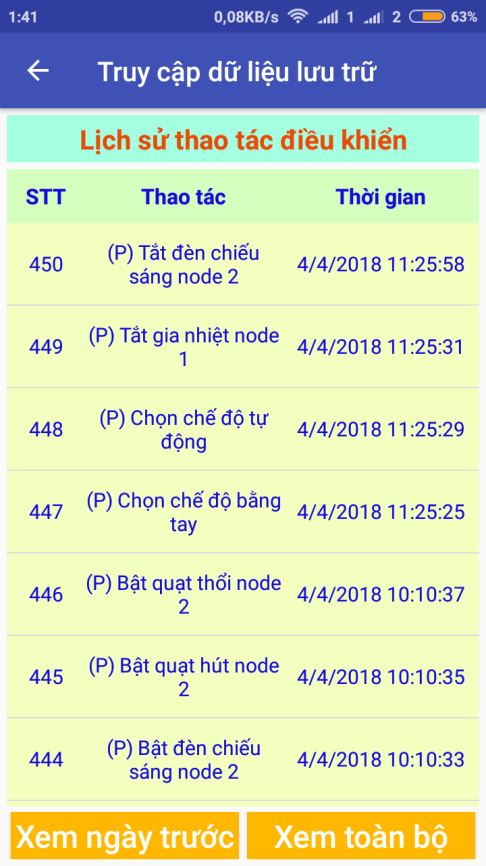 1:41 0,08KB/s 1 2 63%
Truy cập dữ liệu lưu trữ
Lịch sử thao tác điều khiển
STT Thao tác Thời gian
450 (P) Tắt đèn chiếu sáng node 2 4/4/2018 11:25:58
449 (P) Tắt gia nhiệt node 1 4/4/2018 11:25:31
448 (P) Chọn chế độ tự động 4/4/2018 11:25:29
447 (P) Chọn chế độ bằng tay 4/4/2018 11:25:25
446 (P) Bật quạt thổi node 2 4/4/2018 10:10:37
445 (P) Bật quạt hút node 2 4/4/2018 10:10:35
444 (P) Bật đèn chiếu sáng node 2 4/4/2018 10:10:33
Xem ngày trước Xem toàn bộ